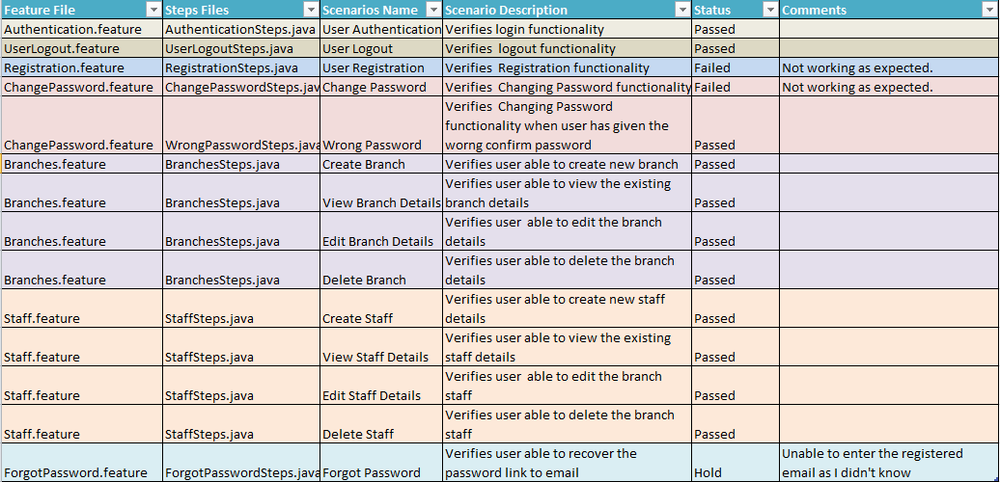 Feature File Steps Files Scenarios Name Scenario Description Status Comments
Authentication.feature AuthenticationSteps.java User Authentication Verifies login functionality Passed
UserLogout.feature UserLogoutSteps.java User Logout Verifies  logout functionality Passed
Registration.feature RegistrationSteps.java User Registration Verifies  Registration functionality Failed Not working as expected.
ChangePassword.feature ChangePasswordSteps.jav Change Password Verifies  Changing Password functionality Failed Not working as expected.
Verifies  Changing Password
functionality when user has given the
ChangePassword.feature WrongPasswordSteps.java Wrong Password worng confirm password Passed
Branches.feature BranchesSteps.java Create Branch Verifies user able to create new branch Passed
Verifies user able to view the existing
Branches.feature BranchesSteps.java View Branch Details branch details Passed
Verifies user  able to edit the branch
Branches.feature BranchesSteps.java Edit Branch Details details Passed
Verifies user able to delete the branch
Branches.feature BranchesSteps.java Delete Branch details Passed
Verifies user able to create new staff
Staff.feature StaffSteps.java Create Staff details Passed
Verifies user able to view the existing
Staff.feature StaffSteps.java View Staff Details staff details Passed
Verifies user  able to edit the branch
Staff.feature StaffSteps.java Edit Staff Details staff Passed
Verifies user able to delete the branch
Staff.feature StaffSteps.java Delete Staff staff Passed
Verifies user able to recover the Unable to enter the registered
ForgotPassword.feature ForgotPasswordSteps.java Forgot Password password link to email Hold email as I didn't know